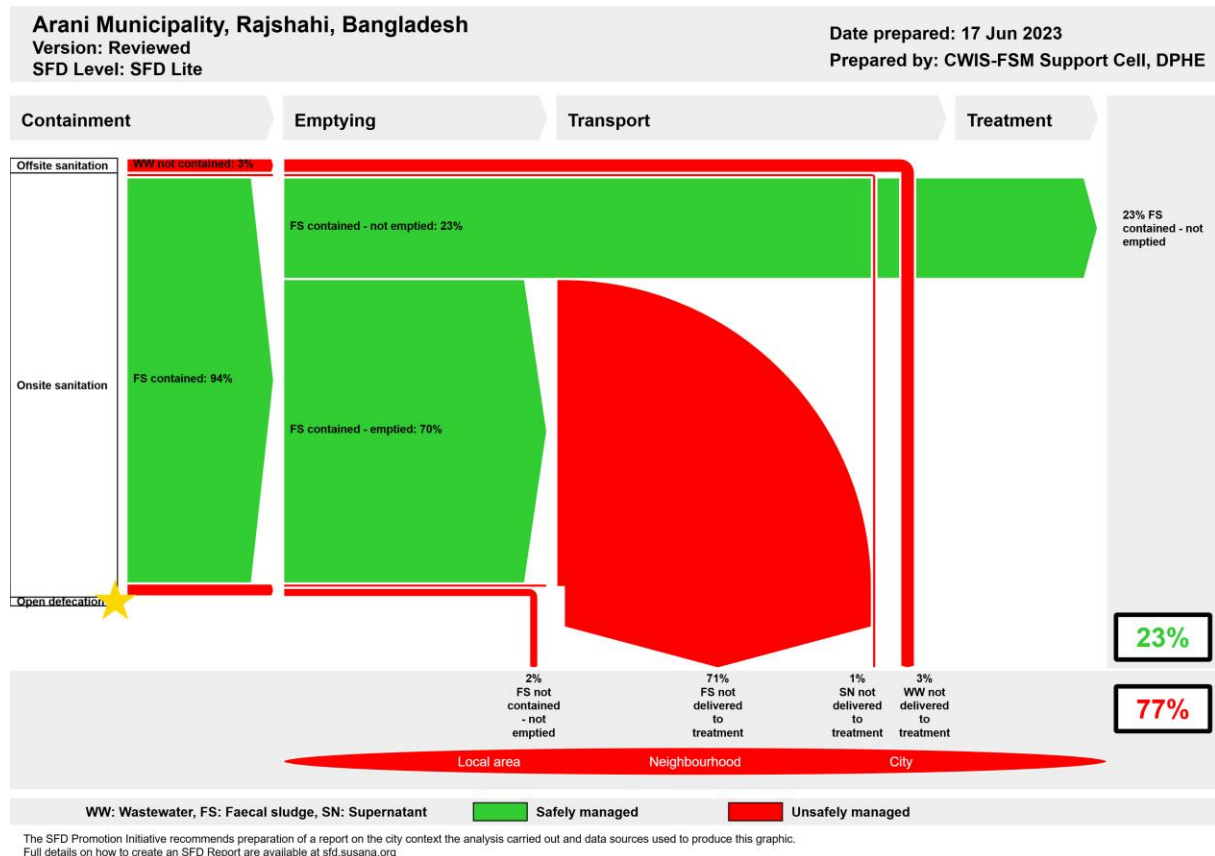 Arani Municipality, Rajshahi, Bangladesh
Version: Reviewed
SFD Level: SFD Lite
Date prepared: 17 Jun 2023
Prepared by: CWIS-FSM Support Cell, DPHE
Containment
Emptying
Transport
Treatment
Offsite sanitation
WW not contained: 3%
FS contained - not emptied: 23%
23% FS
contained - not
emptied
Onsite sanitation
FS contained: 94%
FS contained - emptied: 70%
Open defecation
23%
2%
FS not
contained
- not
emptied
71%
FS not
delivered
to
treatment
1%
SN not
delivered
to
treatment
3%
WW not
delivered
to
treatment
77%
Local area
Neighbourhood
City
WW: Wastewater, FS: Faecal sludge, SN: Supernatant
Safely managed
Unsafely managed
The SFD Promotion Initiative recommends preparation of a report on the city context the analysis carried out and data sources used to produce this graphic.
Full details on how to create an SFD Report are available at sfd.susana.org